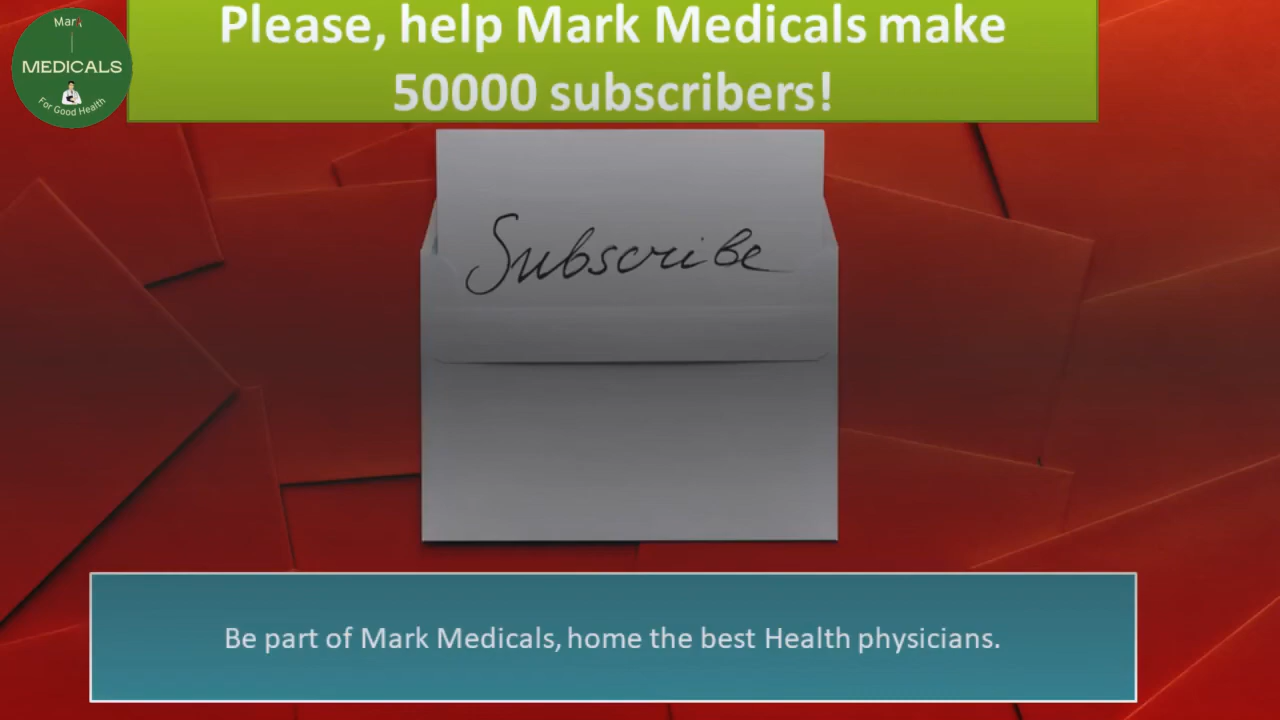 Mark
MEDICALS
For Good Health
Please, help Mark Medicals make
50000 subscribers!
Subscribe
Be part of Mark Medicals, home the best Health physicians.